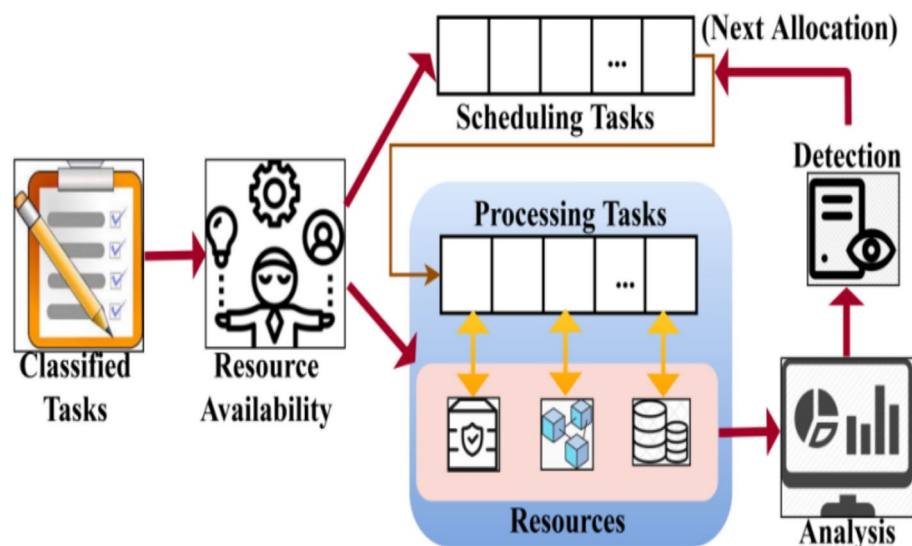 (Next Allocation)
...
Scheduling Tasks
Detection
Processing Tasks
...
Classified
Tasks
Resource
Availability
Resources
Analysis